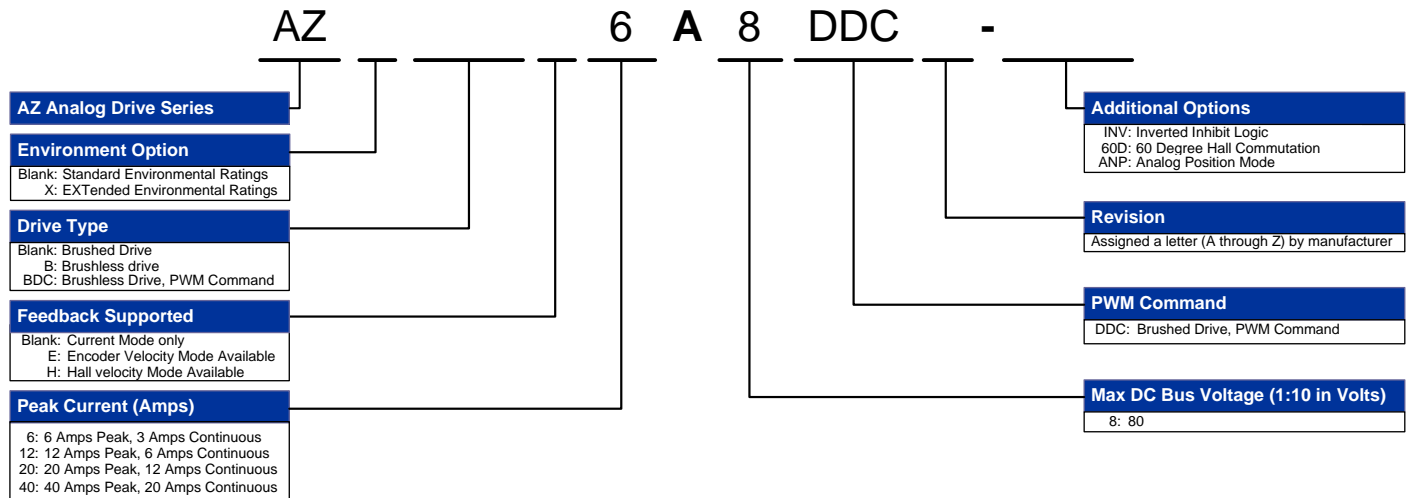 AZ 6 A 8 DDC -
AZ Analog Drive Series
Environment Option
Blank: Standard Environmental Ratings
X: EXTended Environmental Ratings
Drive Type
Blank: Brushed Drive
B: Brushless drive
BDC: Brushless Drive, PWM Command
Feedback Supported
Blank: Current Mode only
E: Encoder Velocity Mode Available
H: Hall velocity Mode Available
Peak Current (Amps)
6: 6 Amps Peak, 3 Amps Continuous
12: 12 Amps Peak, 6 Amps Continuous
20: 20 Amps Peak, 12 Amps Continuous
40: 40 Amps Peak, 20 Amps Continuous
Additional Options
INV: Inverted Inhibit Logic
60D: 60 Degree Hall Commutation
ANP: Analog Position Mode
Revision
Assigned a letter (A through Z) by manufacturer
PWM Command
DDC: Brushed Drive, PWM Command
Max DC Bus Voltage (1:10 in Volts)
8: 80